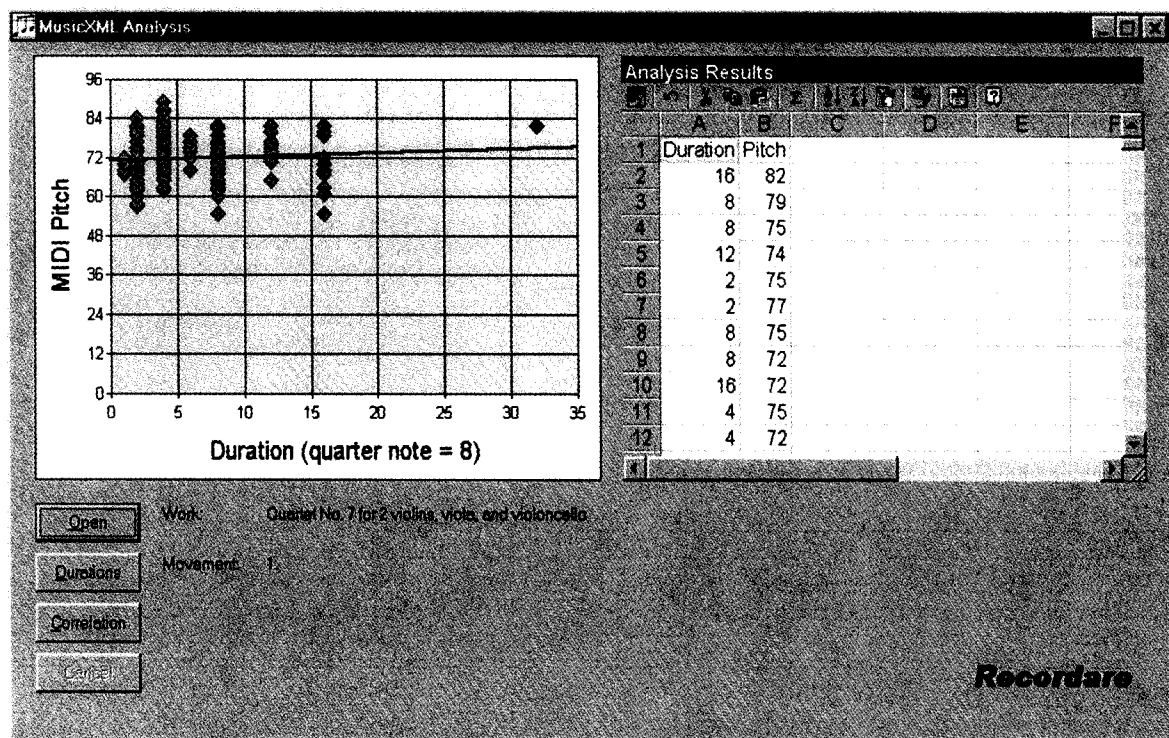 MusicXML Analysis
96
84
72
60
48
36
24
12
0
MIDI Pitch
0 5 10 15 20 25 30 35
Duration (quarter note = 8)
Analysis Results
A B C D E F
1 Duration Pitch
2 16 82
3 8 79
4 8 75
5 12 74
6 2 75
7 2 77
8 8 75
9 8 72
10 16 72
11 4 75
12 4 72
Open
Work: Quartet No. 7 for 2 violins, viola, and violoncello
Durations
Movement: 1.
Correlation
Cancel
Recordare